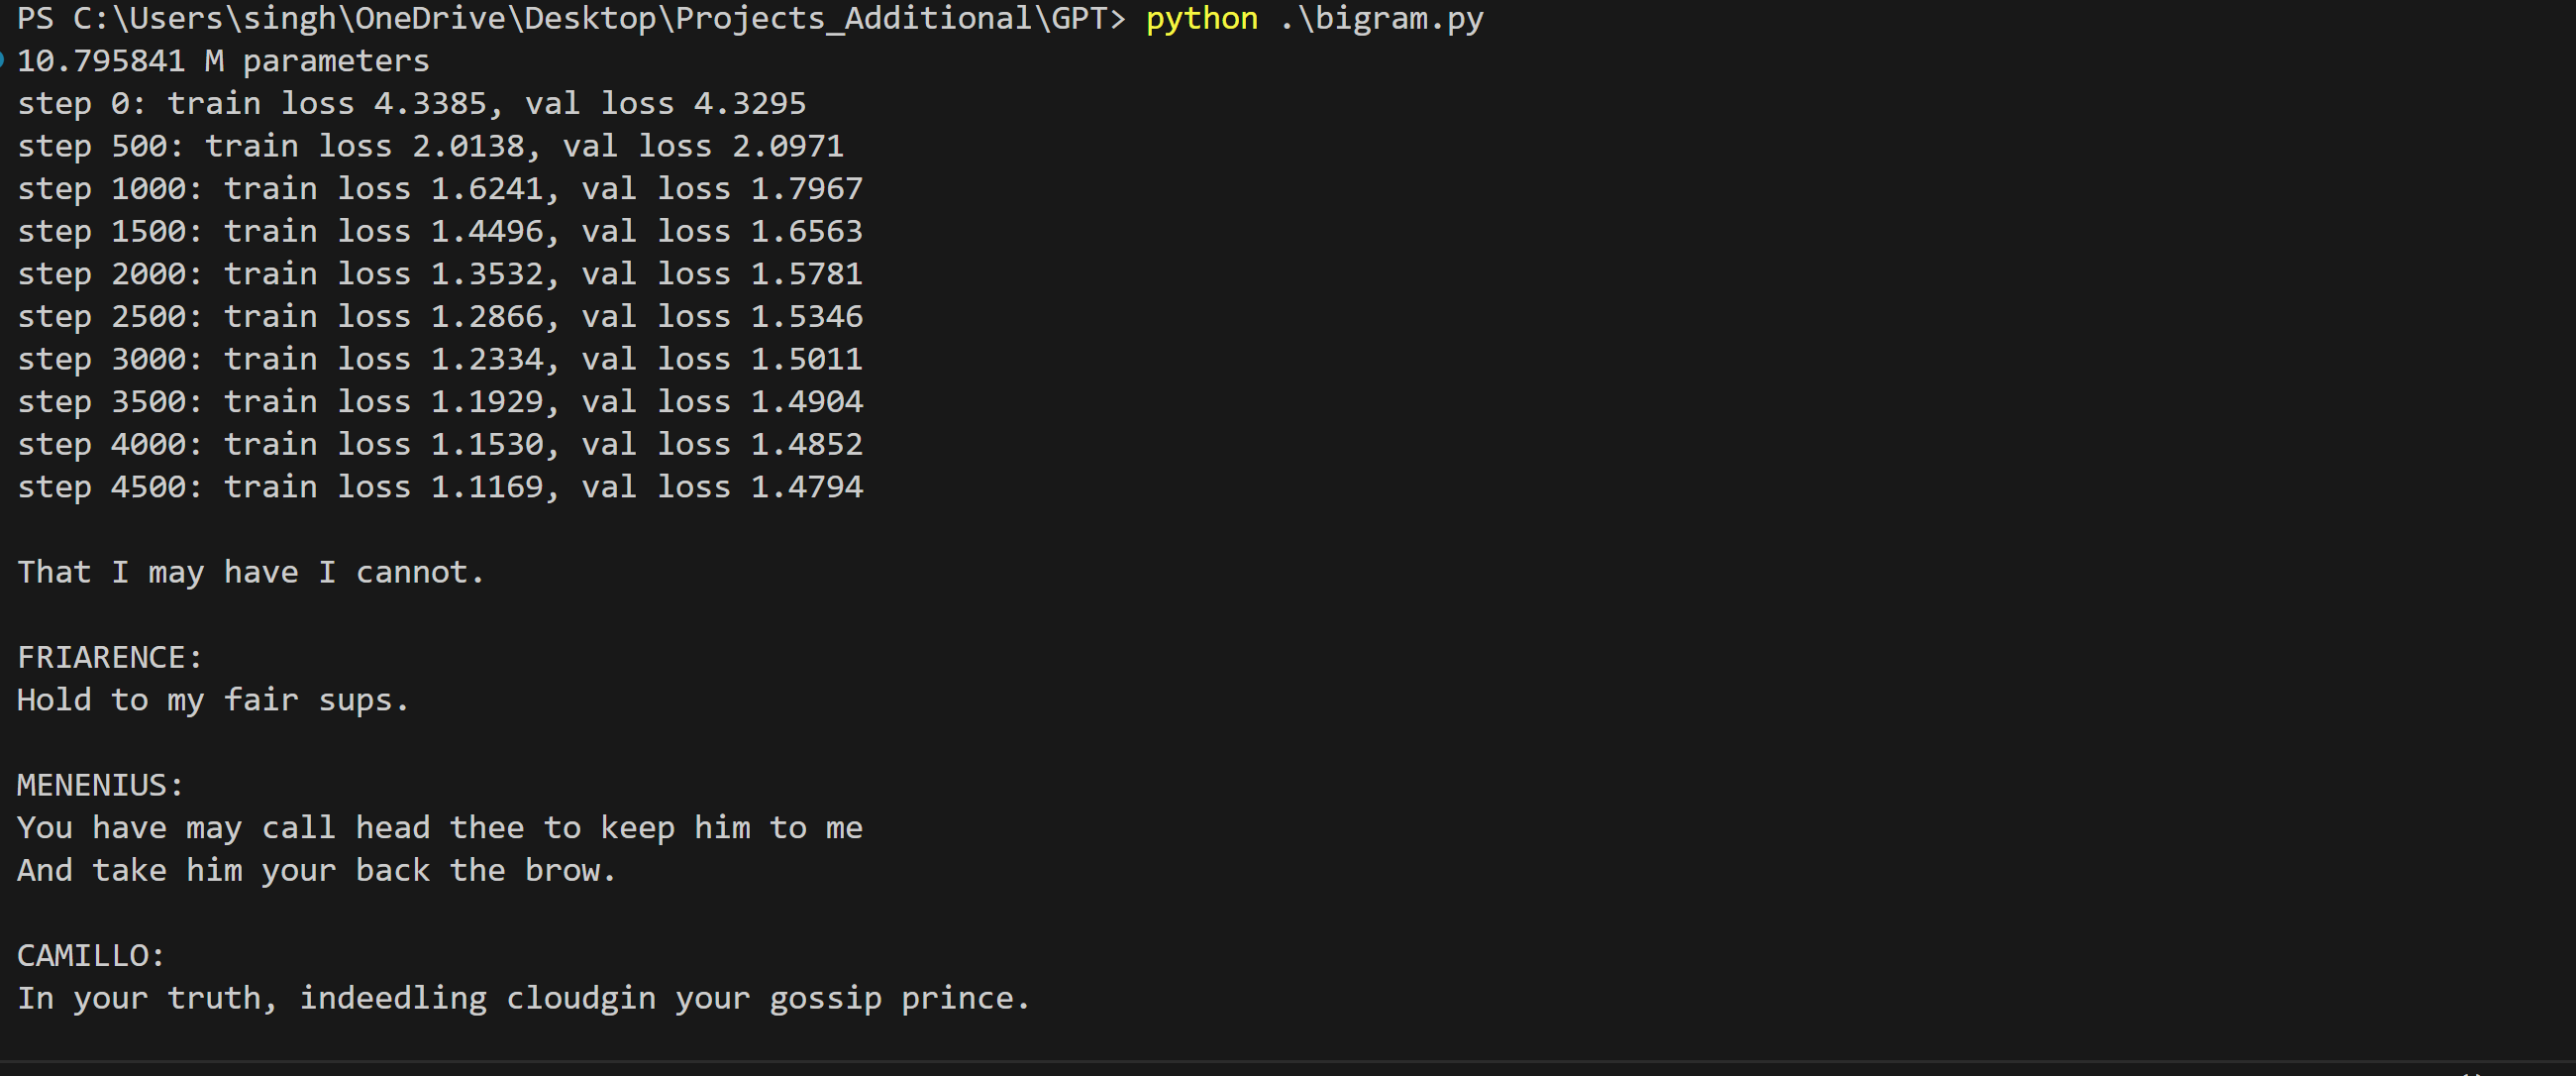 PS C:\Users\singh\OneDrive\Desktop\Projects_Additional\GPT> python .\bigram.py
10.795841 M parameters
step 0: train loss 4.3385, val loss 4.3295
step 500: train loss 2.0138, val loss 2.0971
step 1000: train loss 1.6241, val loss 1.7967
step 1500: train loss 1.4496, val loss 1.6563
step 2000: train loss 1.3532, val loss 1.5781
step 2500: train loss 1.2866, val loss 1.5346
step 3000: train loss 1.2334, val loss 1.5011
step 3500: train loss 1.1929, val loss 1.4904
step 4000: train loss 1.1530, val loss 1.4852
step 4500: train loss 1.1169, val loss 1.4794

That I may have I cannot.

FRIARENCE:
Hold to my fair sups.

MENENIUS:
You have may call head thee to keep him to me
And take him your back the brow.

CAMILLO:
In your truth, indeedling cloudgin your gossip prince.